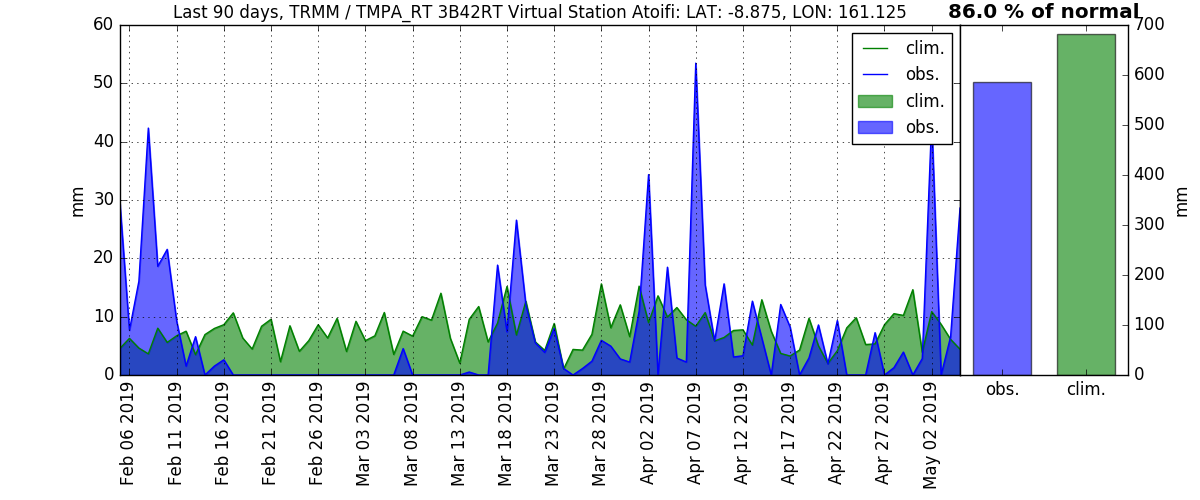 Last 90 days, TRMM / TMPA_RT 3B42RT Virtual Station Atoifi: LAT: -8.875, LON: 161.125
86.0 % of normal
60
50
40
30
20
10
0
mm
clim.
obs.
clim.
obs.
Feb 06 2019
Feb 11 2019
Feb 16 2019
Feb 21 2019
Feb 26 2019
Mar 03 2019
Mar 08 2019
Mar 13 2019
Mar 18 2019
Mar 23 2019
Mar 28 2019
Apr 02 2019
Apr 07 2019
Apr 12 2019
Apr 17 2019
Apr 22 2019
Apr 27 2019
May 02 2019
700
600
500
400
300
200
100
0
mm
obs.
clim.